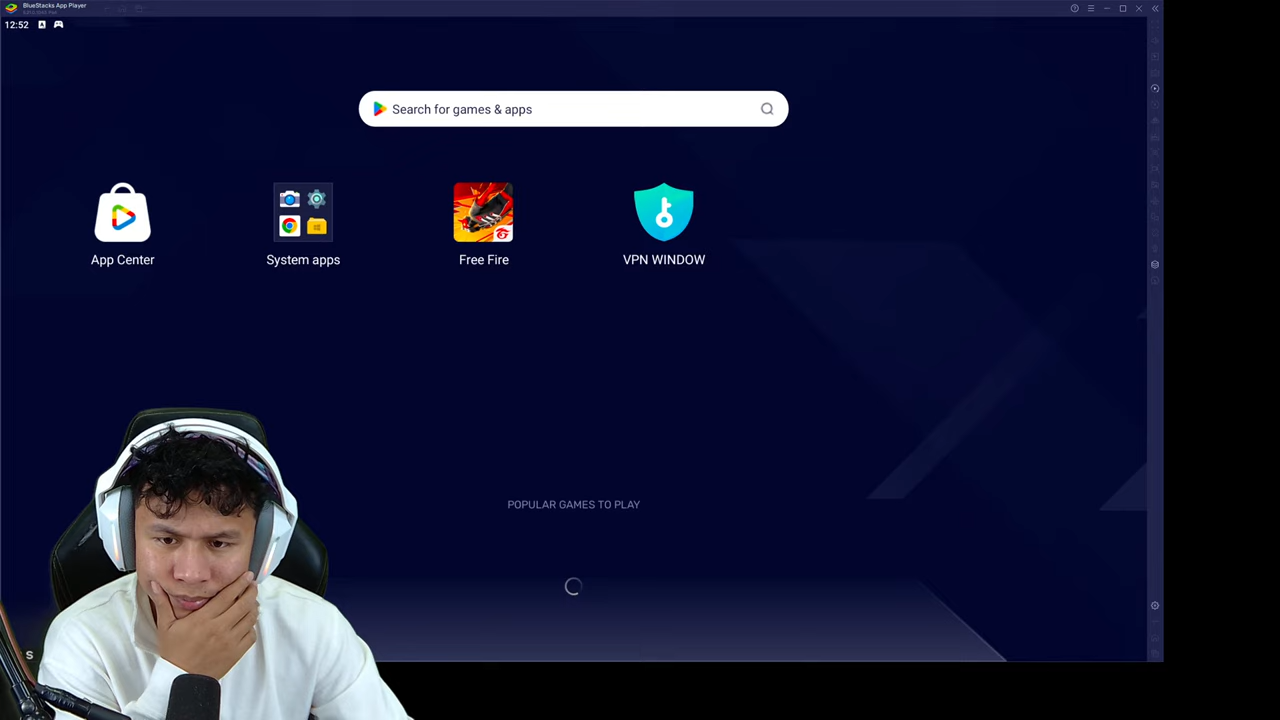 BlueStacks App Player
12:52
Search for games & apps
App Center
System apps
Free Fire
VPN WINDOW
POPULAR GAMES TO PLAY
s